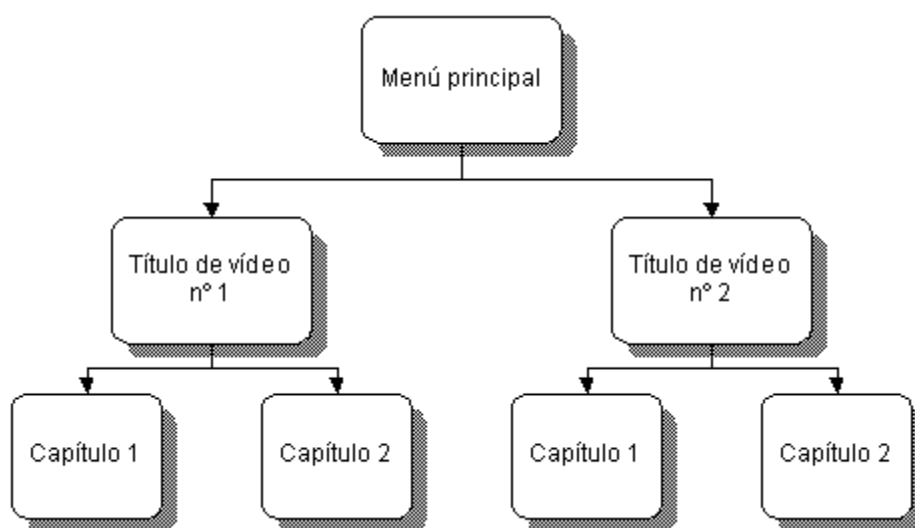 Menú principal
Título de vídeo
nº 1
Título de vídeo
nº 2
Capítulo 1
Capítulo 2
Capítulo 1
Capítulo 2